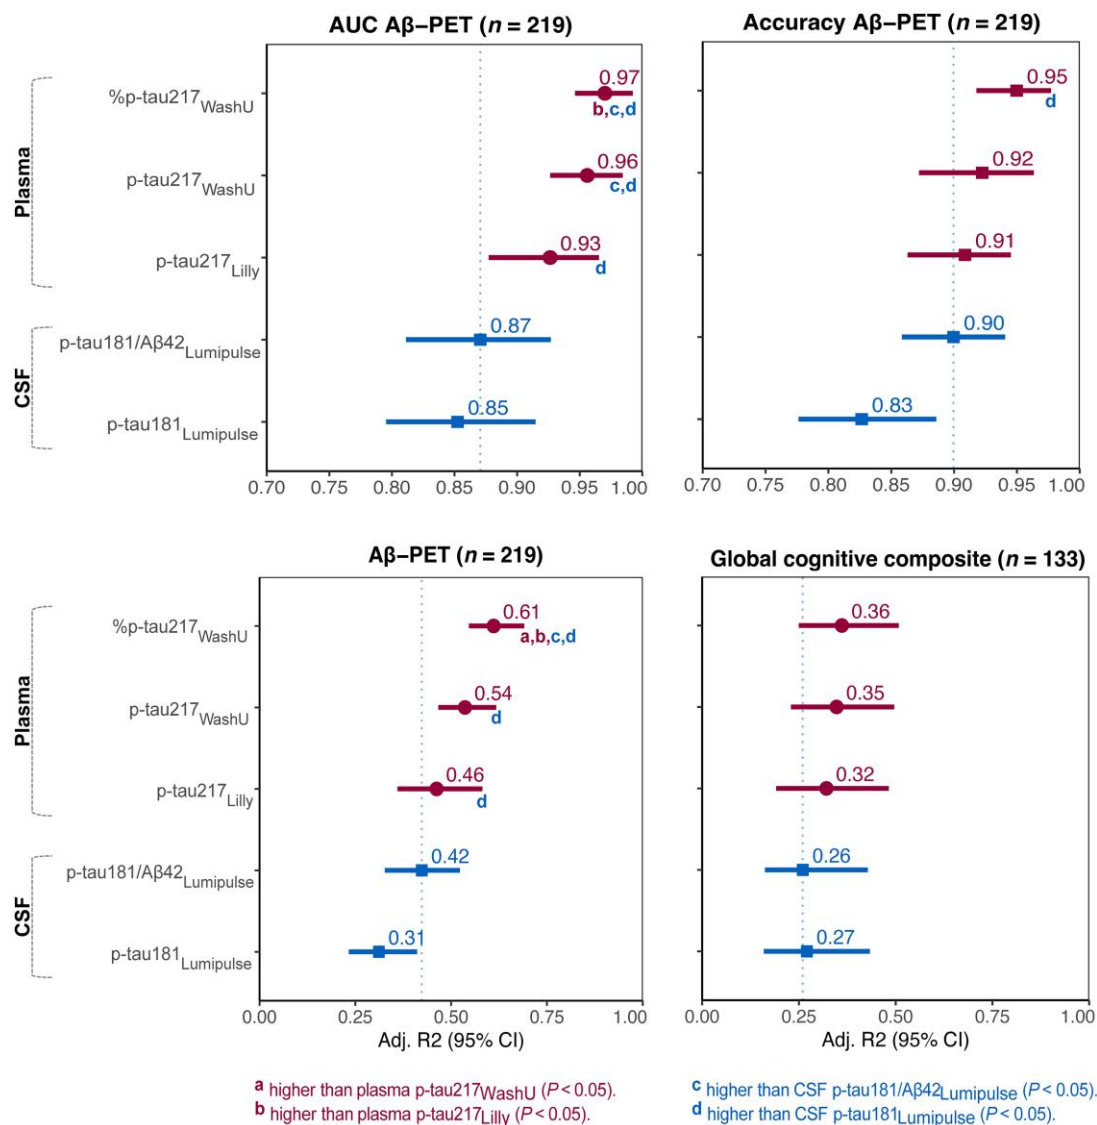 AUC Aβ–PET (n = 219)
Accuracy Aβ–PET (n = 219)
Plasma
%p-tau217WashU
p-tau217WashU
p-tau217Lilly
CSF
p-tau181/Aβ42Lumipulse
p-tau181Lumipulse
0.97
b,c,d
0.96
c,d
0.93
d
0.87
0.85
0.70 0.75 0.80 0.85 0.90 0.95 1.00
0.95
d
0.92
0.91
0.90
0.83
0.70 0.75 0.80 0.85 0.90 0.95 1.00
Aβ–PET (n = 219)
Global cognitive composite (n = 133)
Plasma
%p-tau217WashU
p-tau217WashU
p-tau217Lilly
CSF
p-tau181/Aβ42Lumipulse
p-tau181Lumipulse
0.61
a,b,c,d
0.54
d
0.46
d
0.42
0.31
0.00 0.25 0.50 0.75 1.00
Adj. R2 (95% CI)
0.36
0.35
0.32
0.26
0.27
0.00 0.25 0.50 0.75 1.00
Adj. R2 (95% CI)
a higher than plasma p-tau217WashU (P < 0.05).
b higher than plasma p-tau217Lilly (P < 0.05).
c higher than CSF p-tau181/Aβ42Lumipulse (P < 0.05).
d higher than CSF p-tau181Lumipulse (P < 0.05).